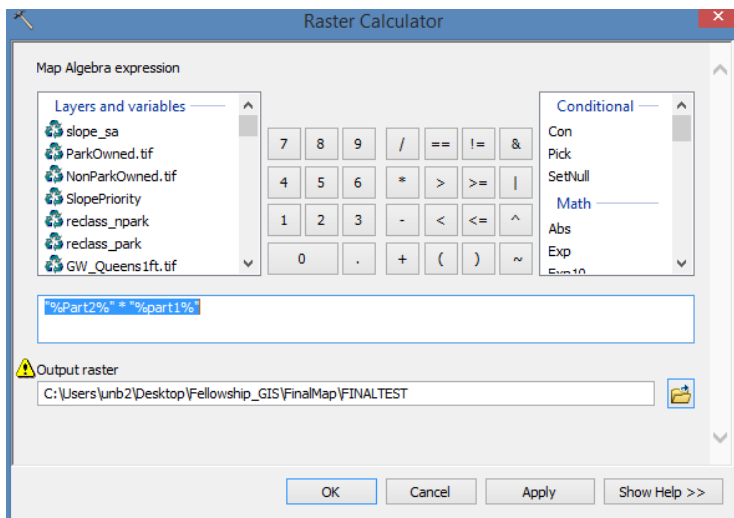 Raster Calculator
Map Algebra expression
Layers and variables
slope_sa
ParkOwned.tif
NonParkOwned.tif
SlopePriority
reclass_npark
reclass_park
GW_Queens1ft.tif
7 8 9 / == != &
4 5 6 * > >= |
1 2 3 - < <= ^
0 . + ( ) ~
Conditional
Con
Pick
SetNull
Math
Abs
Exp
Exp10
"%Part2%" * "%part1%"
Output raster
C:\Users\unb2\Desktop\Fellowship_GIS\FinalMap\FINALTEST
OK Cancel Apply Show Help >>